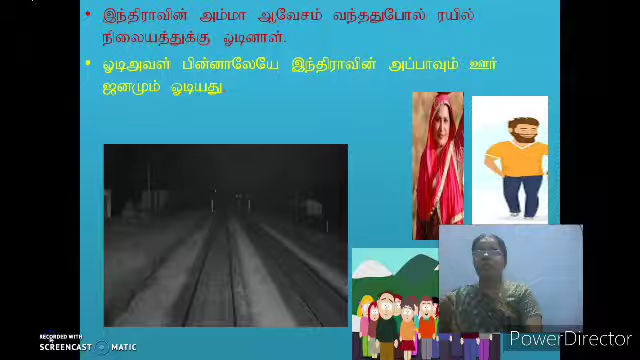 இந்திராவின் அம்மா ஆவேசம் வந்ததுபோல் ரயில்
நிலையத்துக்கு ஓடினாள்.
ஓடிஅவள் பின்னாலேயே இந்திராவின் அப்பாவும் ஊர்
ஜனமும் ஓடியது
RECORDED WITH
SCREENCAST MATIC
PowerDirector